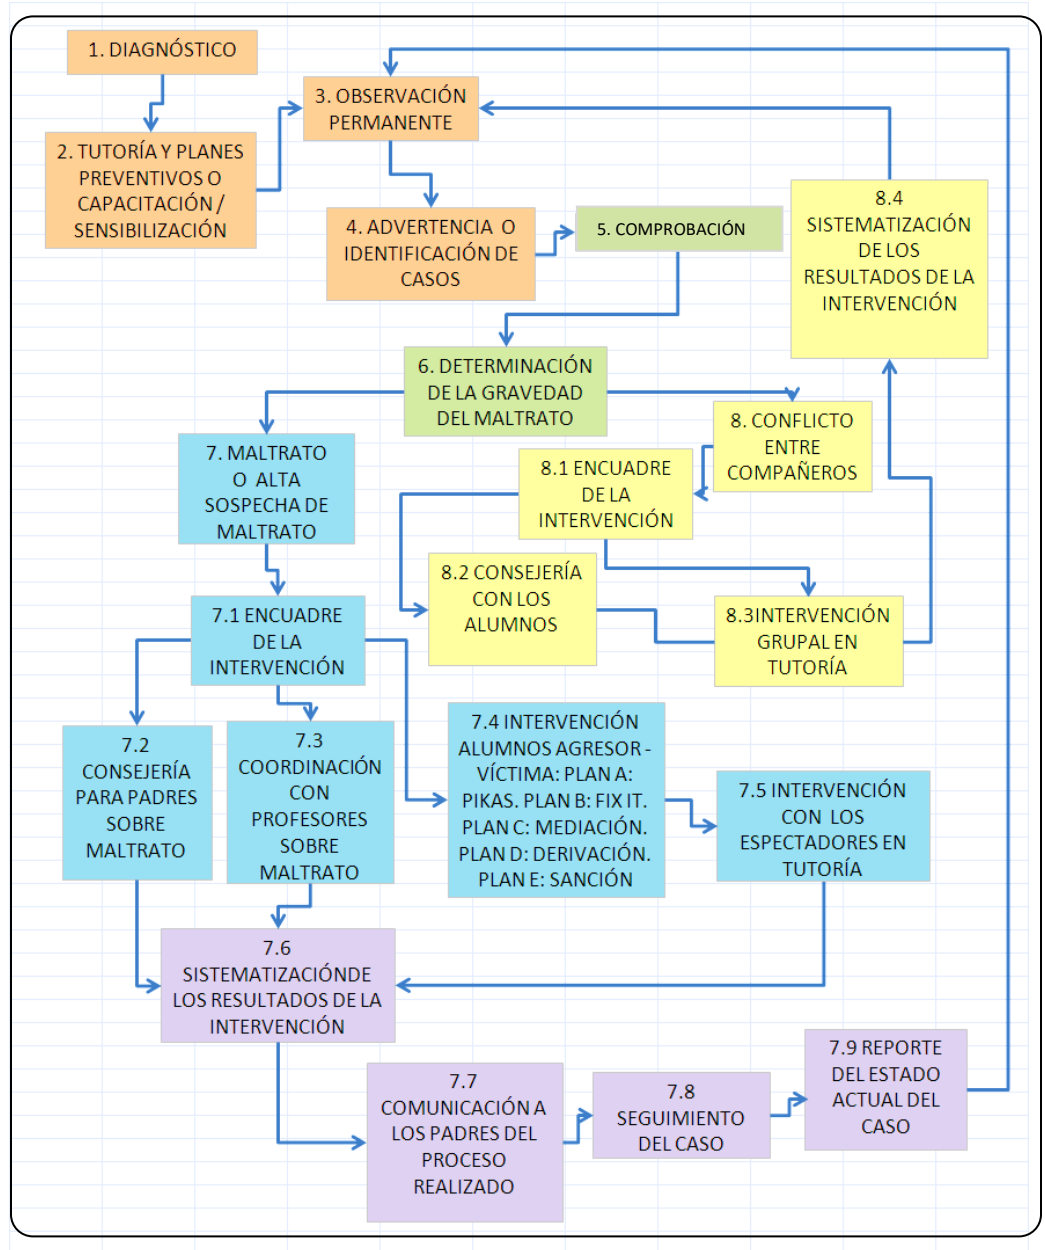 1. DIAGNÓSTICO
2. TUTORÍA Y PLANES
PREVENTIVOS O
CAPACITACIÓN /
SENSIBILIZACIÓN
3. OBSERVACIÓN
PERMANENTE
4. ADVERTENCIA O
IDENTIFICACIÓN DE
CASOS
5. COMPROBACIÓN
6. DETERMINACIÓN
DE LA GRAVEDAD
DEL MALTRATO
7. MALTRATO
O ALTA
SOSPECHA DE
MALTRATO
8. CONFLICTO
ENTRE
COMPAÑEROS
8.1 ENCUADRE
DE LA
INTERVENCIÓN
8.2 CONSEJERÍA
CON LOS
ALUMNOS
8.3INTERVENCIÓN
GRUPAL EN
TUTORÍA
8.4
SISTEMATIZACIÓN
DE LOS
RESULTADOS DE LA
INTERVENCIÓN
7.1 ENCUADRE
DE LA
INTERVENCIÓN
7.2
CONSEJERÍA
PARA PADRES
SOBRE
MALTRATO
7.3
COORDINACIÓN
CON
PROFESORES
SOBRE
MALTRATO
7.4 INTERVENCIÓN
ALUMNOS AGRESOR -
VÍCTIMA: PLAN A:
PIKAS. PLAN B: FIX IT.
PLAN C: MEDIACIÓN.
PLAN D: DERIVACIÓN.
PLAN E: SANCIÓN
7.5 INTERVENCIÓN
CON LOS
ESPECTADORES EN
TUTORÍA
7.6
SISTEMATIZACIÓNDE
LOS RESULTADOS DE LA
INTERVENCIÓN
7.7
COMUNICACIÓN A
LOS PADRES DEL
PROCESO
REALIZADO
7.8
SEGUIMIENTO
DEL CASO
7.9 REPORTE
DEL ESTADO
ACTUAL DEL
CASO